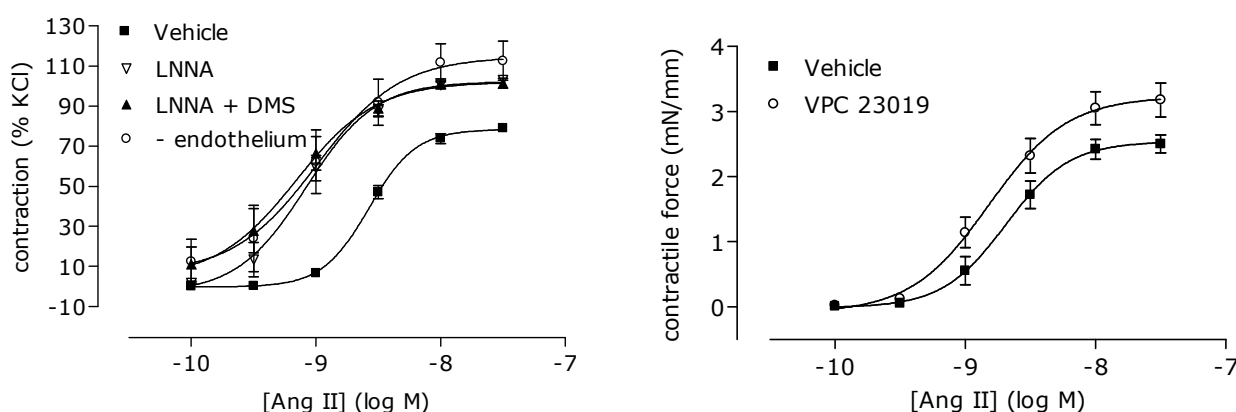 contraction (% KCl)
130
110
90
70
50
30
10
-10
Vehicle
LNNA
LNNA + DMS
- endothelium
-10
-9
-8
-7
[Ang II] (log M)
contractile force (mN/mm)
4
3
2
1
0
Vehicle
VPC 23019
-10
-9
-8
-7
[Ang II] (log M)